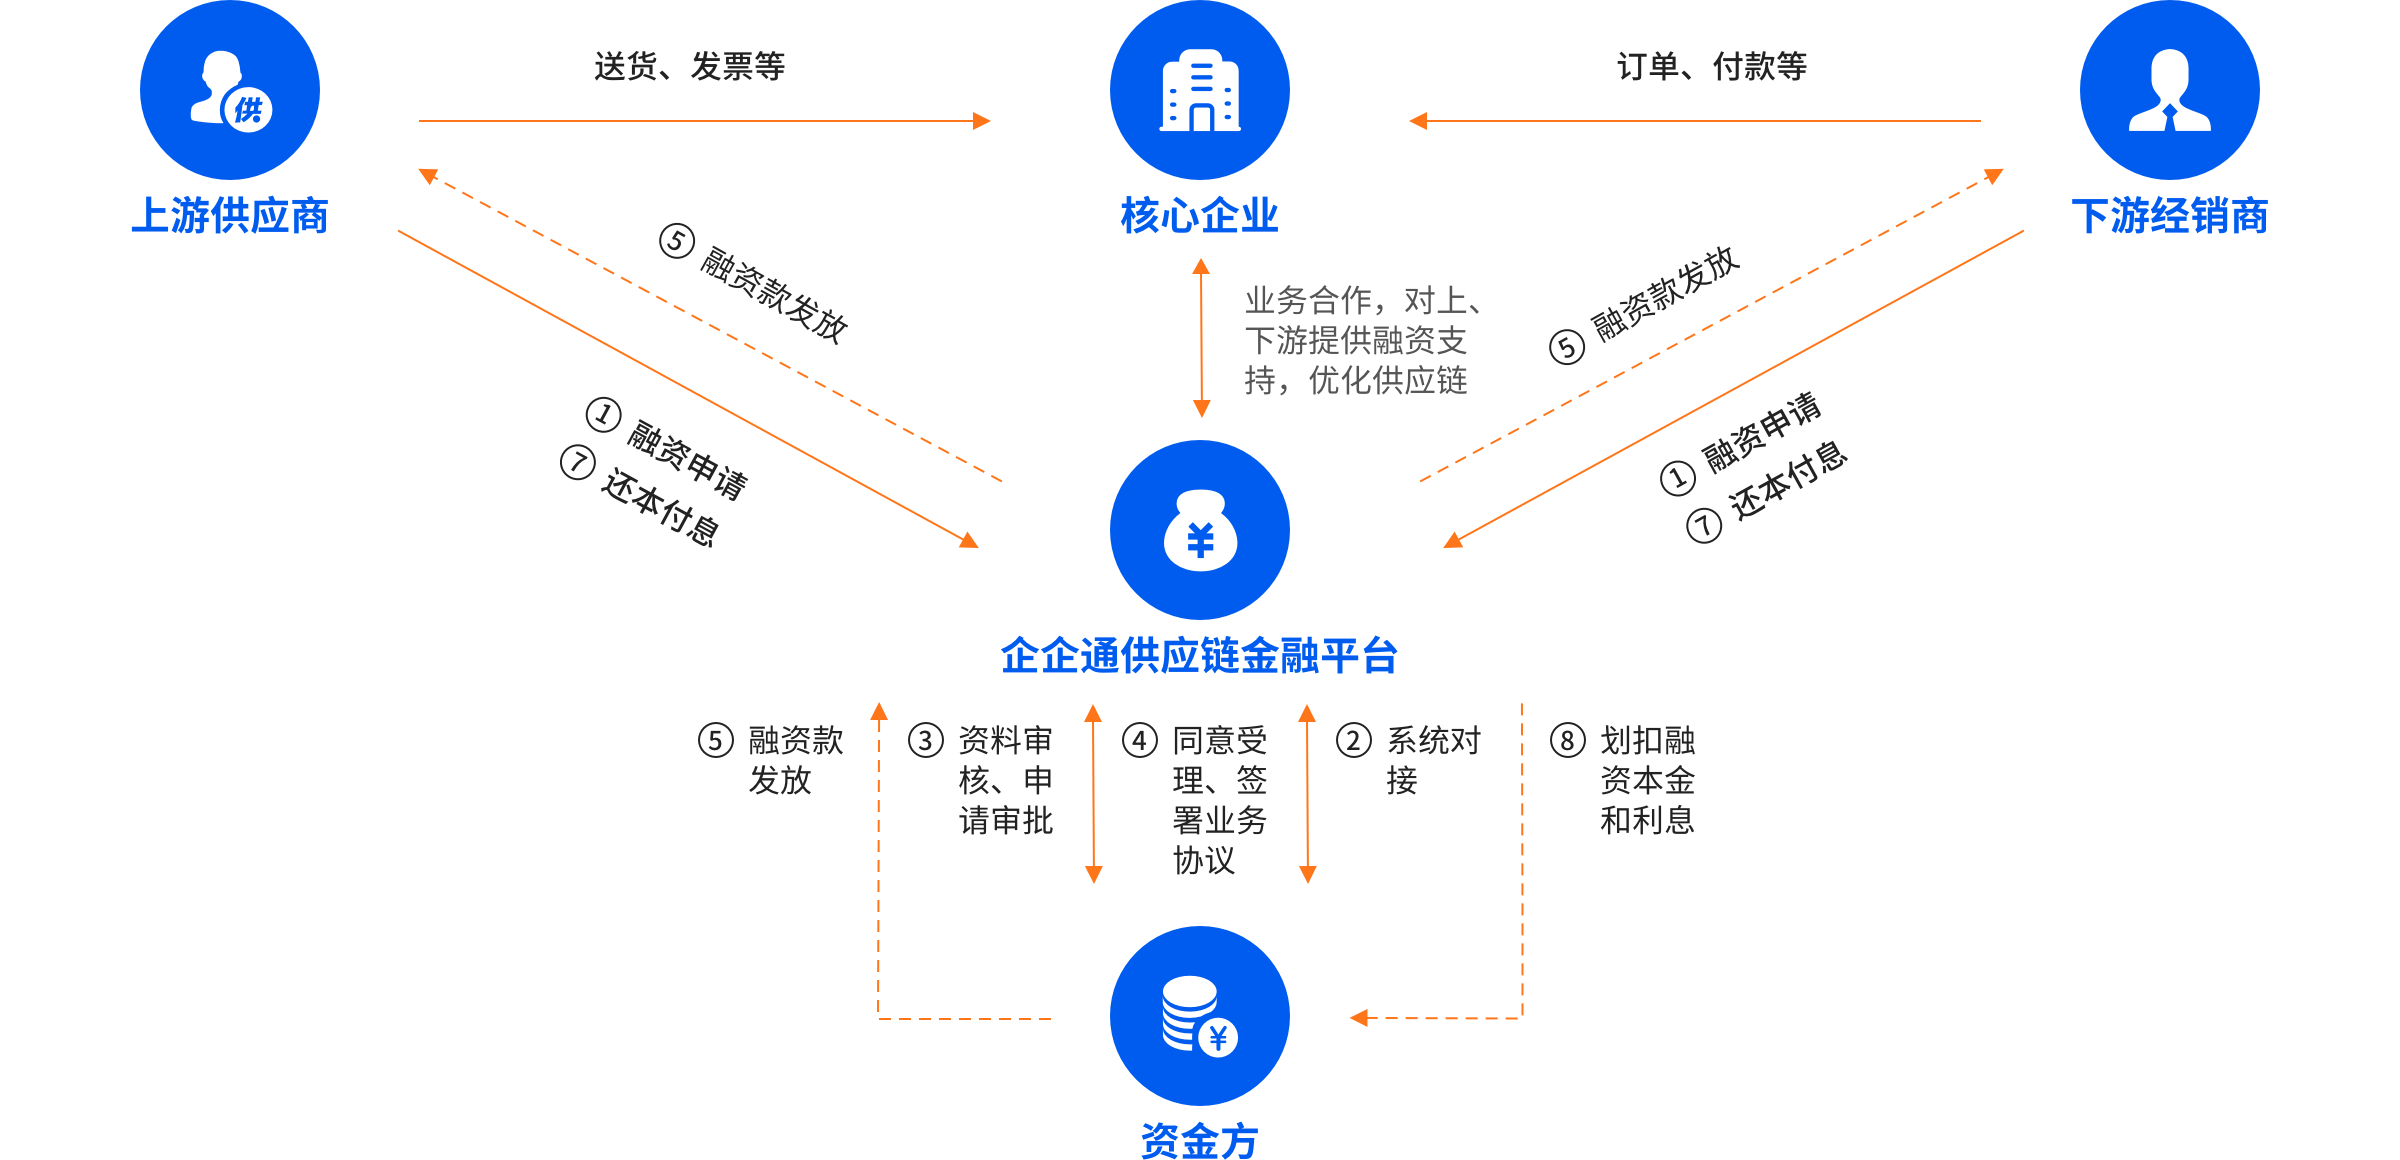 送货、发票等
订单、付款等
供
上游供应商
核心企业
下游经销商
⑤ 融资款发放
业务合作，对上、
下游提供融资支
持，优化供应链
⑤ 融资款发放
① 融资申请
⑦ 还本付息
① 融资申请
⑦ 还本付息
¥
企企通供应链金融平台
⑤ 融资款
发放
③ 资料审
核、申
请审批
④ 同意受
理、签
署业务
协议
② 系统对
接
⑧ 划扣融
资本金
和利息
¥
资金方